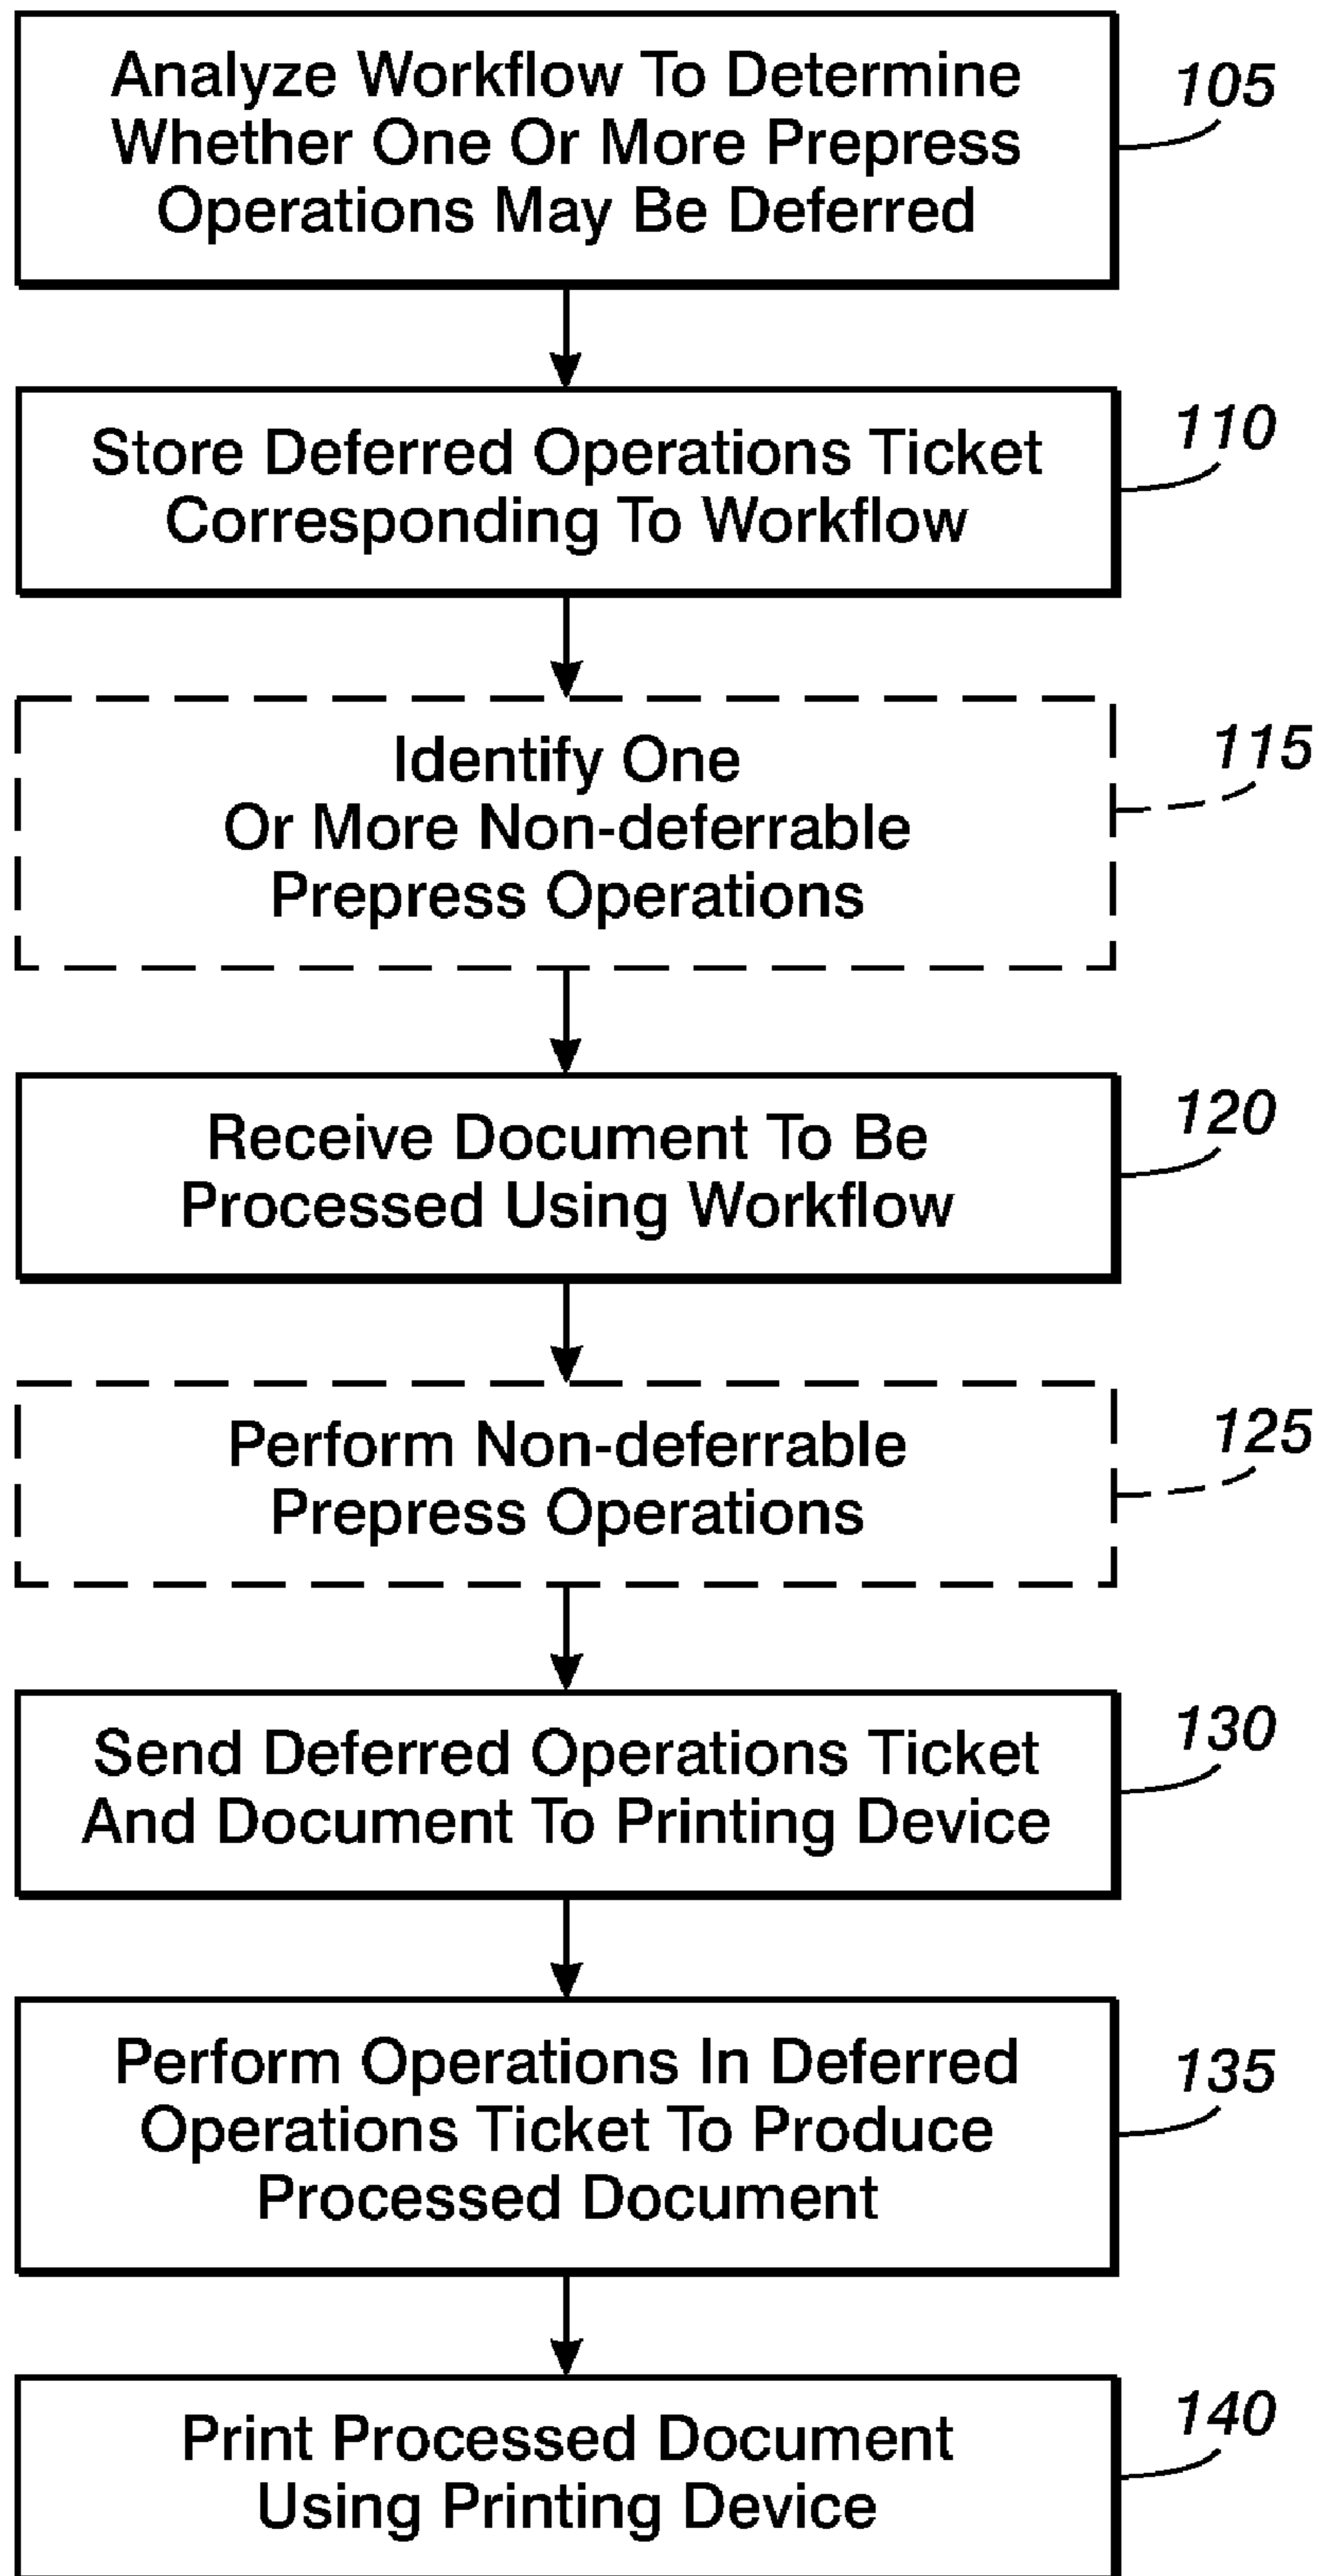 Analyze Workflow To Determine
Whether One Or More Prepress
Operations May Be Deferred
105
Store Deferred Operations Ticket
Corresponding To Workflow
110
Identify One
Or More Non-deferrable
Prepress Operations
115
Receive Document To Be
Processed Using Workflow
120
Perform Non-deferrable
Prepress Operations
125
Send Deferred Operations Ticket
And Document To Printing Device
130
Perform Operations In Deferred
Operations Ticket To Produce
Processed Document
135
Print Processed Document
Using Printing Device
140